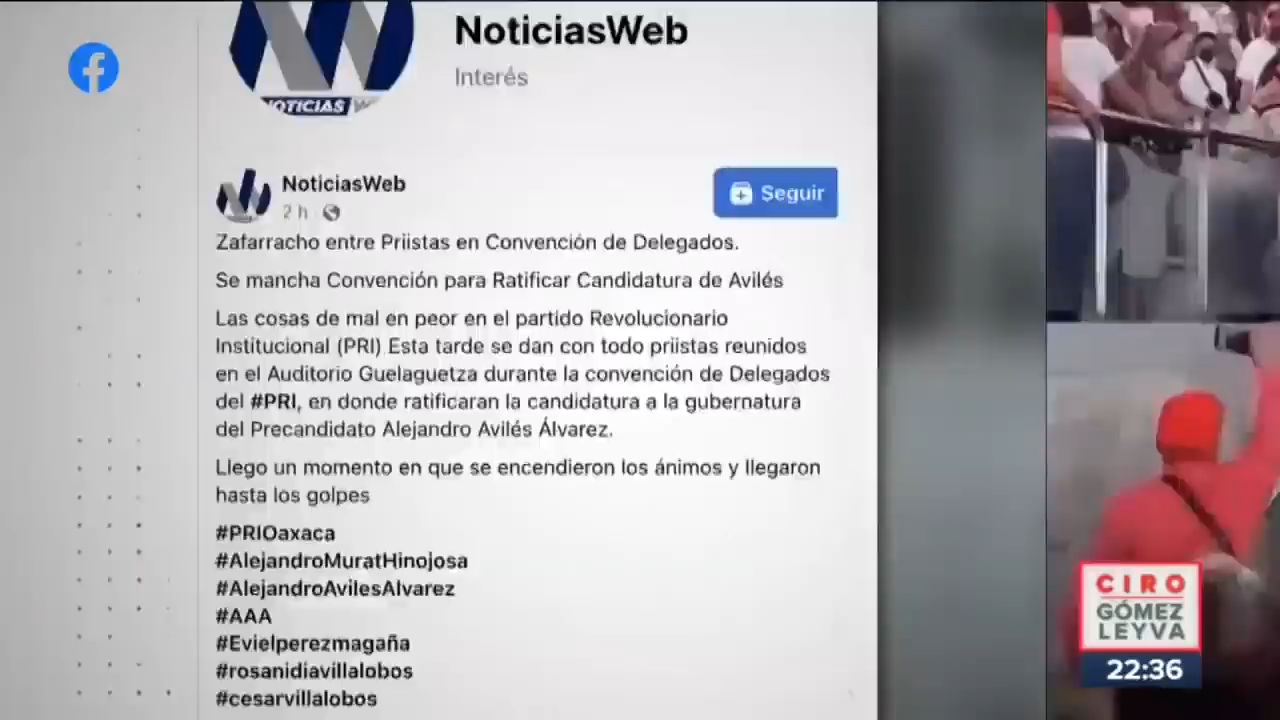 NoticiasWeb
Interés
NOTICIAS W
NoticiasWeb
2 h
Seguir
Zafarracho entre Priistas en Convención de Delegados.
Se mancha Convención para Ratificar Candidatura de Avilés
Las cosas de mal en peor en el partido Revolucionario
Institucional (PRI) Esta tarde se dan con todo priistas reunidos
en el Auditorio Guelaguetza durante la convención de Delegados
del #PRI, en donde ratificaran la candidatura a la gubernatura
del Precandidato Alejandro Avilés Álvarez.
Llego un momento en que se encendieron los ánimos y llegaron
hasta los golpes
#PRIOaxaca
#AlejandroMuratHinojosa
#AlejandroAvilesAlvarez
#AAA
#Evielperezmagaña
#rosanidiavillalobos
#cesarvillalobos
CIRO
GÓMEZ
LEYVA
22:36